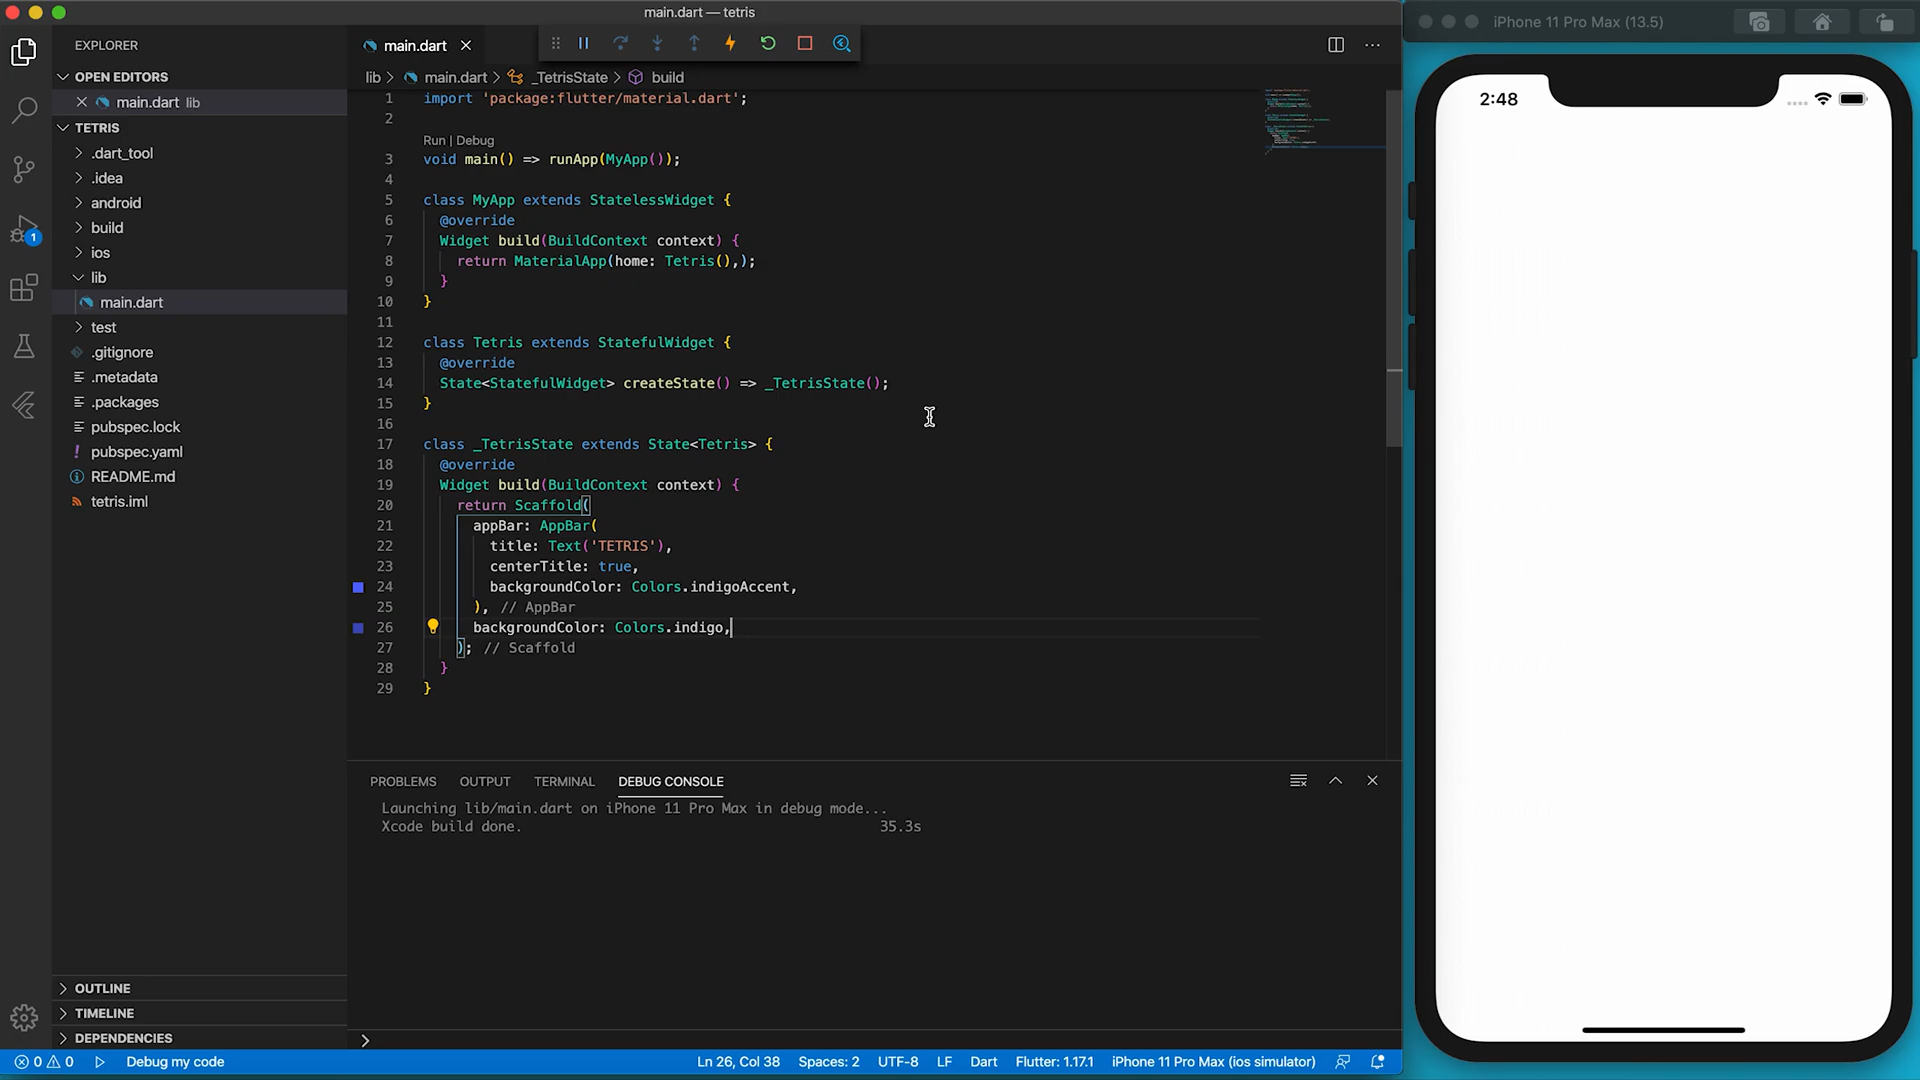 main.dart — tetris
iPhone 11 Pro Max (13.5)
EXPLORER
main.dart
OPEN EDITORS
main.dart lib
TETRIS
.dart_tool
.idea
android
build
ios
lib
main.dart
test
.gitignore
.metadata
.packages
pubspec.lock
pubspec.yaml
README.md
tetris.iml
OUTLINE
TIMELINE
DEPENDENCIES
1
lib > main.dart > _TetrisState > build
1 import 'package:flutter/material.dart';
2
Run | Debug
3 void main() => runApp(MyApp());
4
5 class MyApp extends StatelessWidget {
6 @override
7 Widget build(BuildContext context) {
8 return MaterialApp(home: Tetris(),);
9 }
10 }
11
12 class Tetris extends StatefulWidget {
13 @override
14 State<StatefulWidget> createState() => _TetrisState();
15 }
16
17 class _TetrisState extends State<Tetris> {
18 @override
19 Widget build(BuildContext context) {
20 return Scaffold(
21 appBar: AppBar(
22 title: Text('TETRIS'),
23 centerTitle: true,
24 backgroundColor: Colors.indigoAccent,
25 ), // AppBar
26 backgroundColor: Colors.indigo,
27 ); // Scaffold
28 }
29 }
PROBLEMS OUTPUT TERMINAL DEBUG CONSOLE
Launching lib/main.dart on iPhone 11 Pro Max in debug mode...
Xcode build done. 35.3s
2:48
0 0 Debug my code Ln 26, Col 38 Spaces: 2 UTF-8 LF Dart Flutter: 1.17.1 iPhone 11 Pro Max (ios simulator)